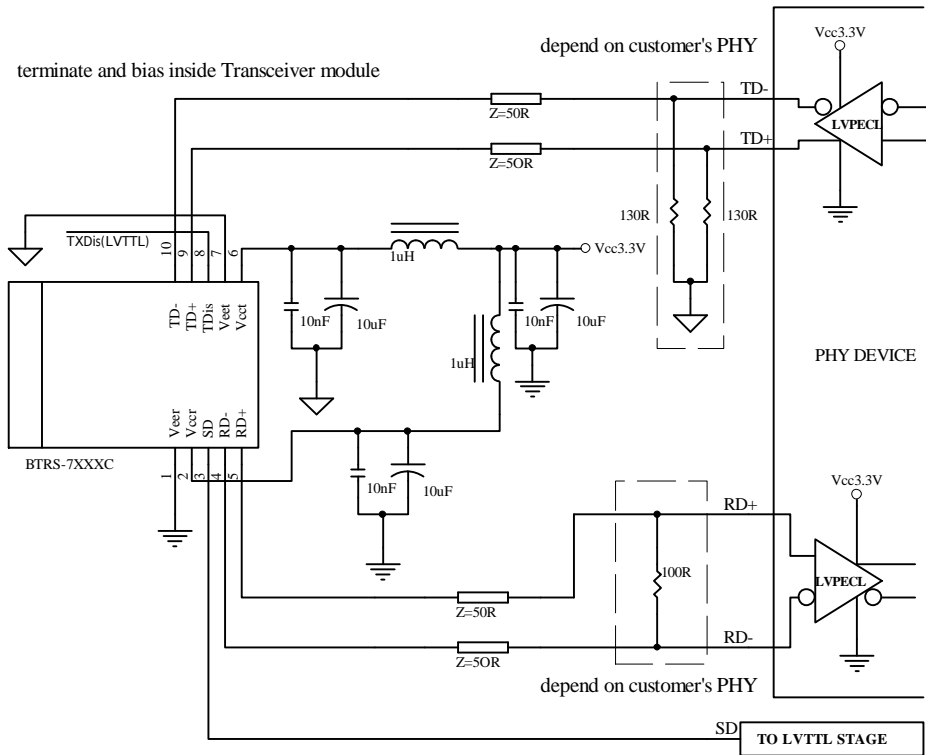 depend on customer's PHY
Vcc3.3V
terminate and bias inside Transceiver module
TD-
Z=50R
LVPECL
TD+
Z=5OR
130R
130R
TXDis(LVTTL)
10
9
8
7
6
1uH
Vcc3.3V
TD-
TD+
TDis
Veet
Vcct
10nF
10uF
10nF
10uF
1uH
PHY DEVICE
Veer
Vccr
SD
RD-
RD+
BTRS-7XXXC
1
2
3
4
5
10nF
10uF
Vcc3.3V
RD+
100R
LVPECL
Z=50R
RD-
Z=5OR
depend on customer's PHY
SD
TO LVTTL STAGE